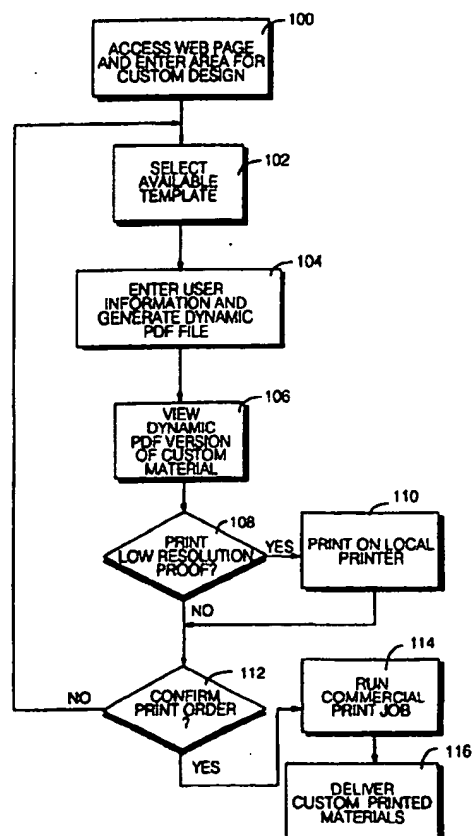 100
ACCESS WEB PAGE
AND ENTER AREA FOR
CUSTOM DESIGN
102
SELECT
AVAILABLE
TEMPLATE
104
ENTER USER
INFORMATION AND
GENERATE DYNAMIC
PDF FILE
106
VIEW
DYNAMIC
PDF VERSION
OF CUSTOM
MATERIAL
108
PRINT
LOW RESOLUTION
PROOF?
YES
110
PRINT ON LOCAL
PRINTER
NO
112
CONFIRM
PRINT ORDER
?
NO
YES
114
RUN
COMMERCIAL
PRINT JOB
116
DELIVER
CUSTOM PRINTED
MATERIALS